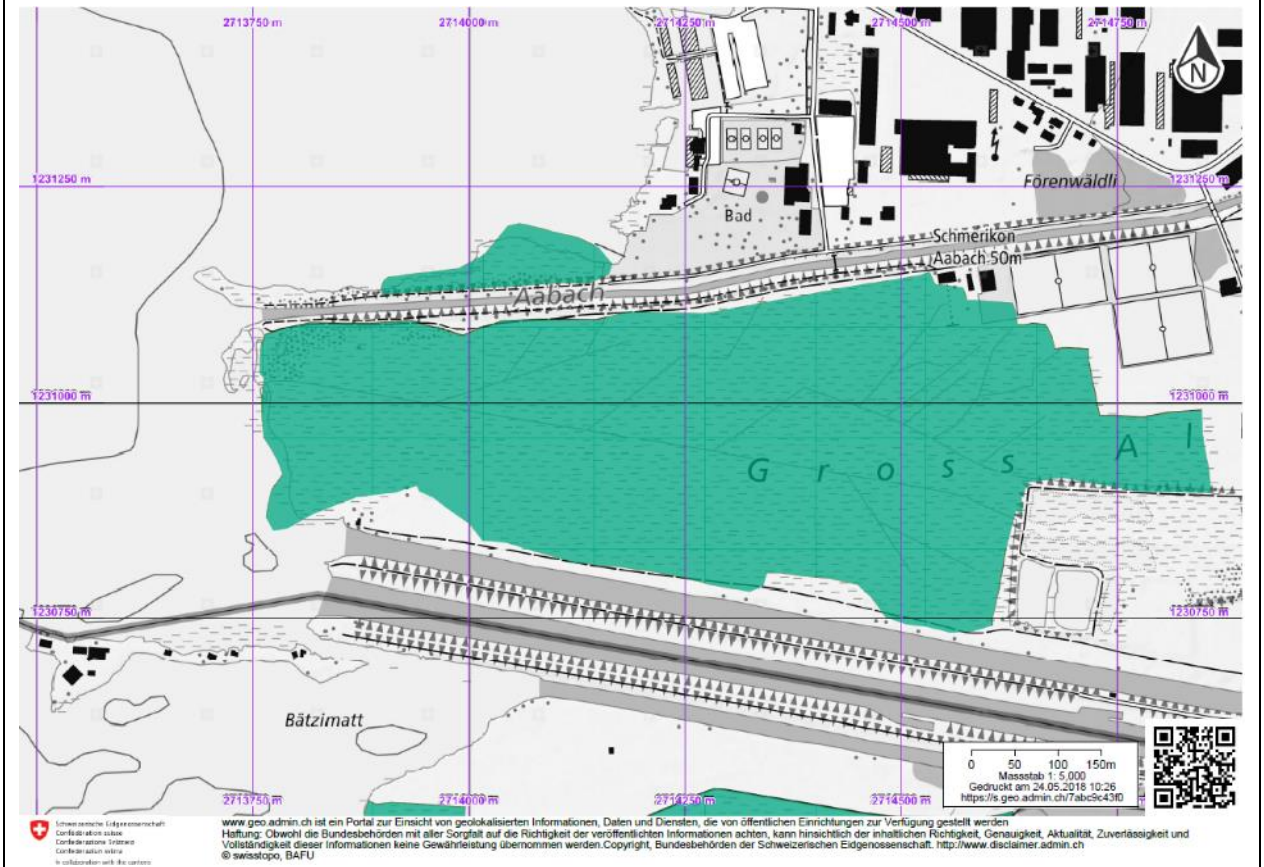 2713750 m 2714000 m 2714250 m 2714500 m 2714750 m
N
1231250 m 1231250 m
Förenwäldli
Bad
Schmerikon
Aabach 50m
Aabach
1231000 m 1231000 m
G r o s s A l
1230750 m 1230750 m
Bätzimatt
0 50 100 150m
Massstab 1: 5,000
Gedruckt am 24.05.2018 10:26
https://s.geo.admin.ch/7abc9c43f0
2713750 m 2714000 m 2714250 m 2714500 m 2714750 m
Schweizerische Eidgenossenschaft
Confédération suisse
Confederazione Svizzera
Confederaziun svizra
In collaboration with the cantons
www.geo.admin.ch ist ein Portal zur Einsicht von geolokalisierten Informationen, Daten und Diensten, die von öffentlichen Einrichtungen zur Verfügung gestellt werden
Haftung: Obwohl die Bundesbehörden mit aller Sorgfalt auf die Richtigkeit der veröffentlichten Informationen achten, kann hinsichtlich der inhaltlichen Richtigkeit, Genauigkeit, Aktualität, Zuverlässigkeit und
Vollständigkeit dieser Informationen keine Gewährleistung übernommen werden.Copyright, Bundesbehörden der Schweizerischen Eidgenossenschaft. http://www.disclaimer.admin.ch
© swisstopo, BAFU